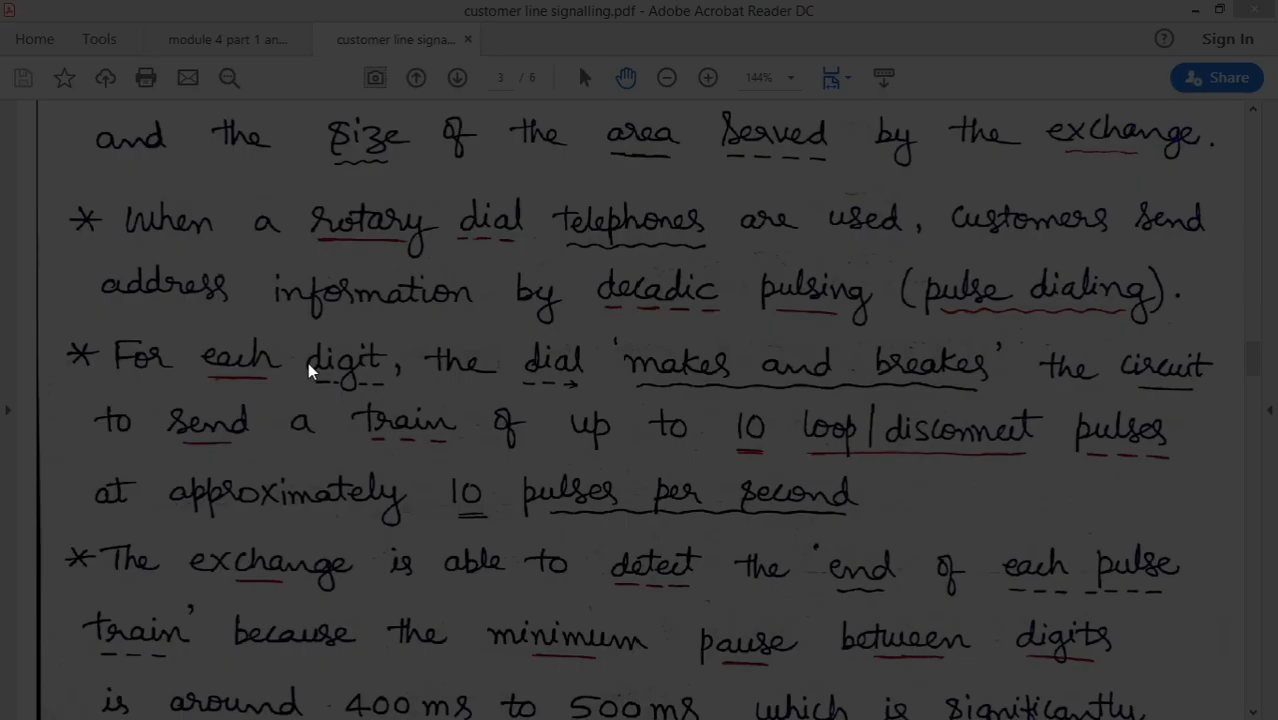 customer line signalling.pdf - Adobe Acrobat Reader DC
Home Tools module 4 part 1 an... customer line signa... × ? Sign In
3 / 6 144% Share
and the size of the area served by the exchange.
* When a rotary dial telephones are used, customers send
address information by decadic pulsing (pulse dialing).
* For each digit, the dial 'makes and breakes' the circuit
to send a train of up to 10 loop/disconnect pulses
at approximately 10 pulses per second
* The exchange is able to detect the 'end of each pulse
train' because the minimum pause between digits
is around 400ms to 500ms which is significantly